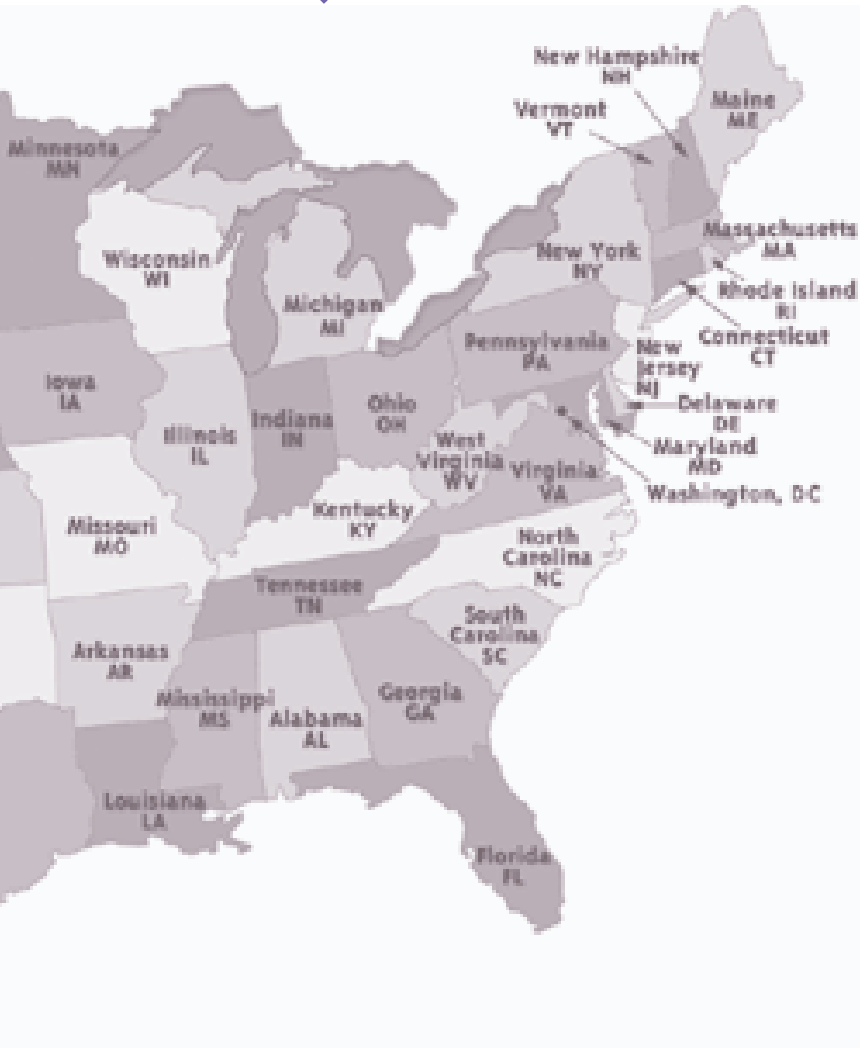 New Hampshire
NH
Vermont
VT
Maine
ME
Minnesota
MN
Massachusetts
MA
Wisconsin
WI
New York
NY
Rhode Island
RI
Michigan
MI
Connecticut
CT
Pennsylvania
PA
New
Jersey
NJ
Iowa
IA
Ohio
OH
Delaware
DE
Indiana
IN
Illinois
IL
West
Virginia
WV
Maryland
MD
Virginia
VA
Washington, DC
Kentucky
KY
Missouri
MO
North
Carolina
NC
Tennessee
TN
South
Carolina
SC
Arkansas
AR
Mississippi
MS
Georgia
GA
Alabama
AL
Louisiana
LA
Florida
FL